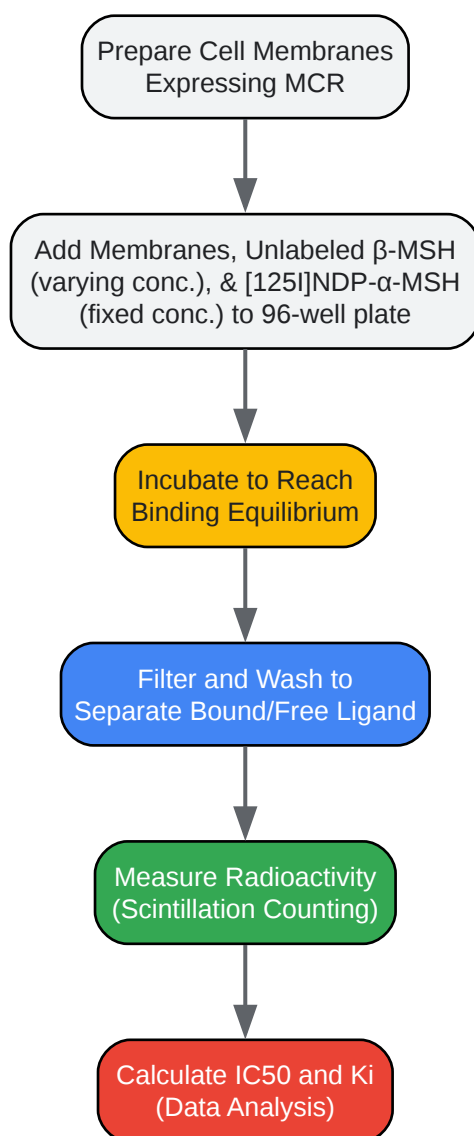 Prepare Cell Membranes
Expressing MCR
Add Membranes, Unlabeled β-MSH
(varying conc.), & [125I]NDP-α-MSH
(fixed conc.) to 96-well plate
Incubate to Reach
Binding Equilibrium
Filter and Wash to
Separate Bound/Free Ligand
Measure Radioactivity
(Scintillation Counting)
Calculate IC50 and Ki
(Data Analysis)